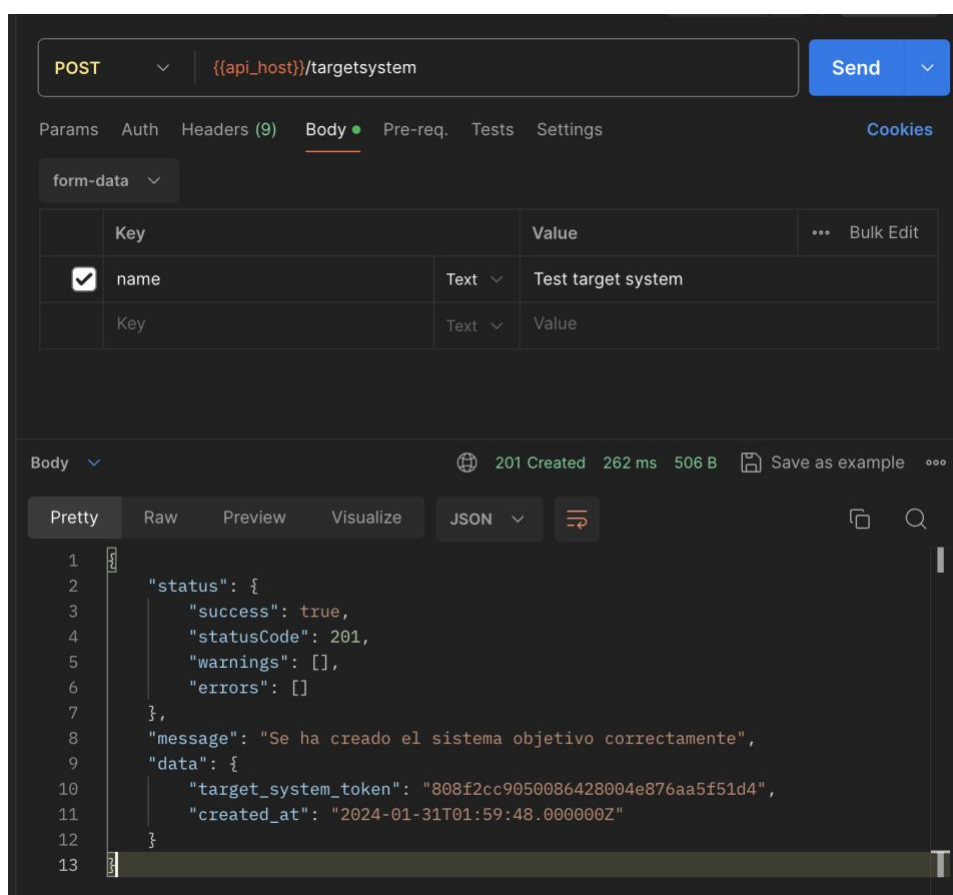 POST {{api_host}}/targetsystem Send
Params Auth Headers (9) Body Pre-req. Tests Settings Cookies
form-data
Key Value Bulk Edit
name Text Test target system
Key Text Value
Body 201 Created 262 ms 506 B Save as example
Pretty Raw Preview Visualize JSON
1 {
2 "status": {
3 "success": true,
4 "statusCode": 201,
5 "warnings": [],
6 "errors": []
7 },
8 "message": "Se ha creado el sistema objetivo correctamente",
9 "data": {
10 "target_system_token": "808f2cc9050086428004e876aa5f51d4",
11 "created_at": "2024-01-31T01:59:48.000000Z"
12 }
13 }